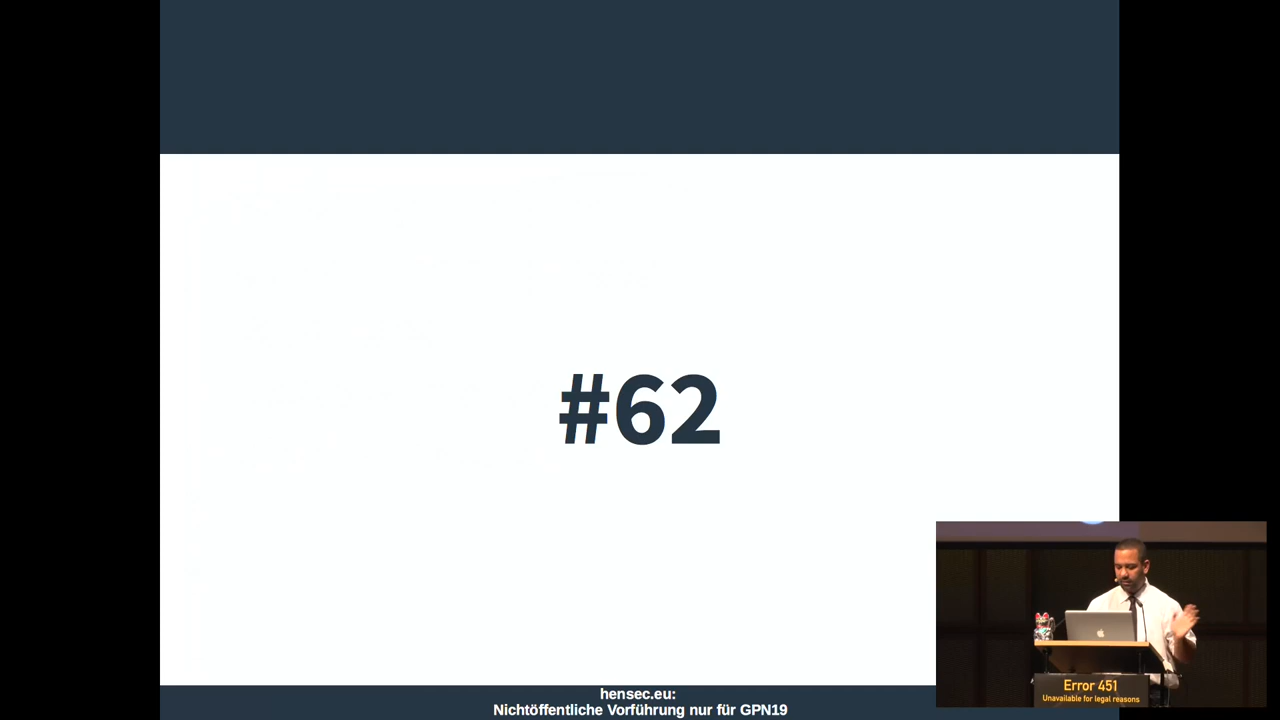 #62
hensec.eu:
Nichtöffentliche Vorführung nur für GPN19
Error 451
Unavailable for legal reasons